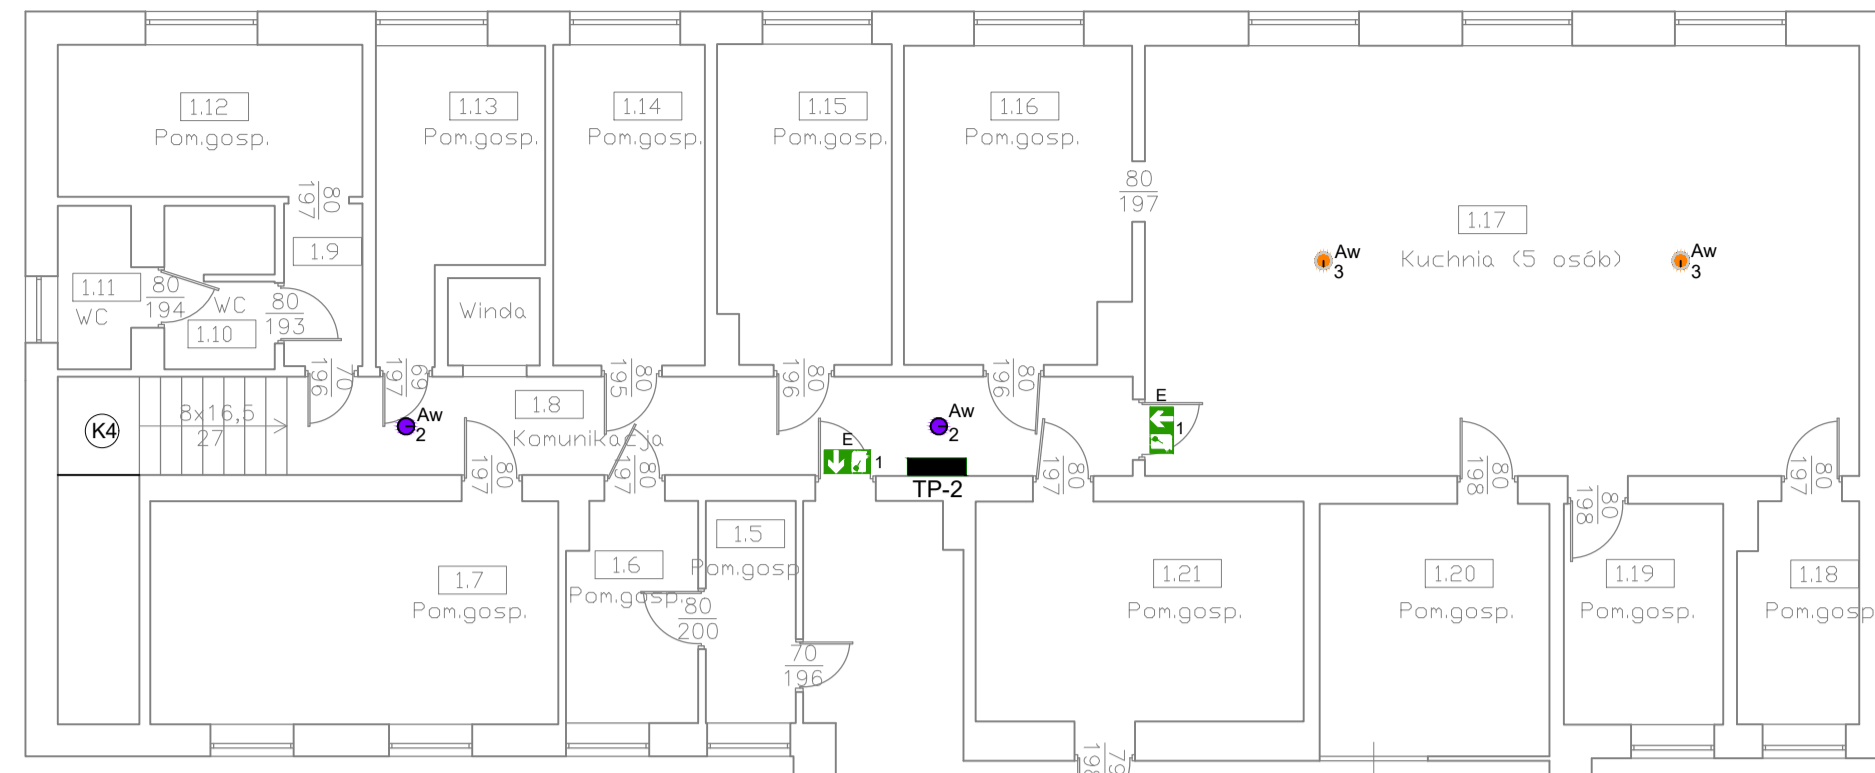 1.12
Pom.gosp.
1.13
Pom.gosp.
1.14
Pom.gosp.
1.15
Pom.gosp.
1.16
Pom.gosp.
80
197
80
197
1.17
Kuchnia (5 osób)
Aw
3
Aw
3
1.9
1.11
WC
80
194
WC
1.10
80
193
Winda
70
196
69
197
80
195
80
196
80
196
K4
8x16,5
27
Aw
2
1.8
Komunikacja
Aw
2
E
1
E
1
TP-2
80
197
80
197
80
197
80
198
80
198
80
197
1.7
Pom.gosp.
1.6
Pom.gosp.
1.5
Pom.gosp
80
200
70
196
1.21
Pom.gosp.
1.20
Pom.gosp.
1.19
Pom.gosp.
1.18
Pom.gosp
79
198